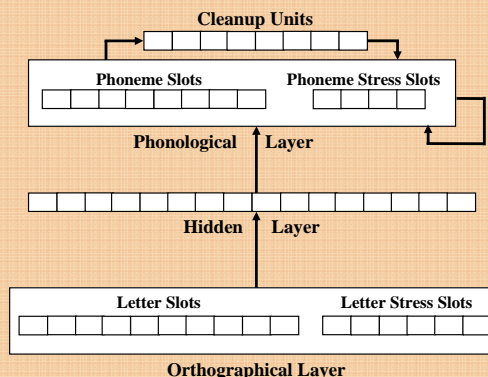 Cleanup Units
Phoneme Slots Phoneme Stress Slots
Phonological Layer
Hidden Layer
Letter Slots Letter Stress Slots
Orthographical Layer